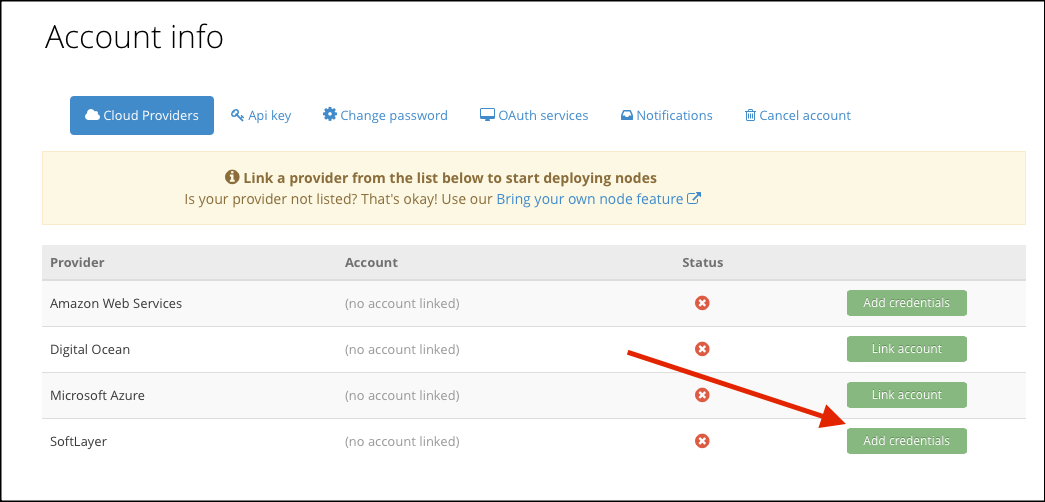 Account info
Cloud Providers Api key Change password OAuth services Notifications Cancel account
Link a provider from the list below to start deploying nodes
Is your provider not listed? That's okay! Use our Bring your own node feature
Provider Account Status
Amazon Web Services (no account linked) Add credentials
Digital Ocean (no account linked) Link account
Microsoft Azure (no account linked) Link account
SoftLayer (no account linked) Add credentials